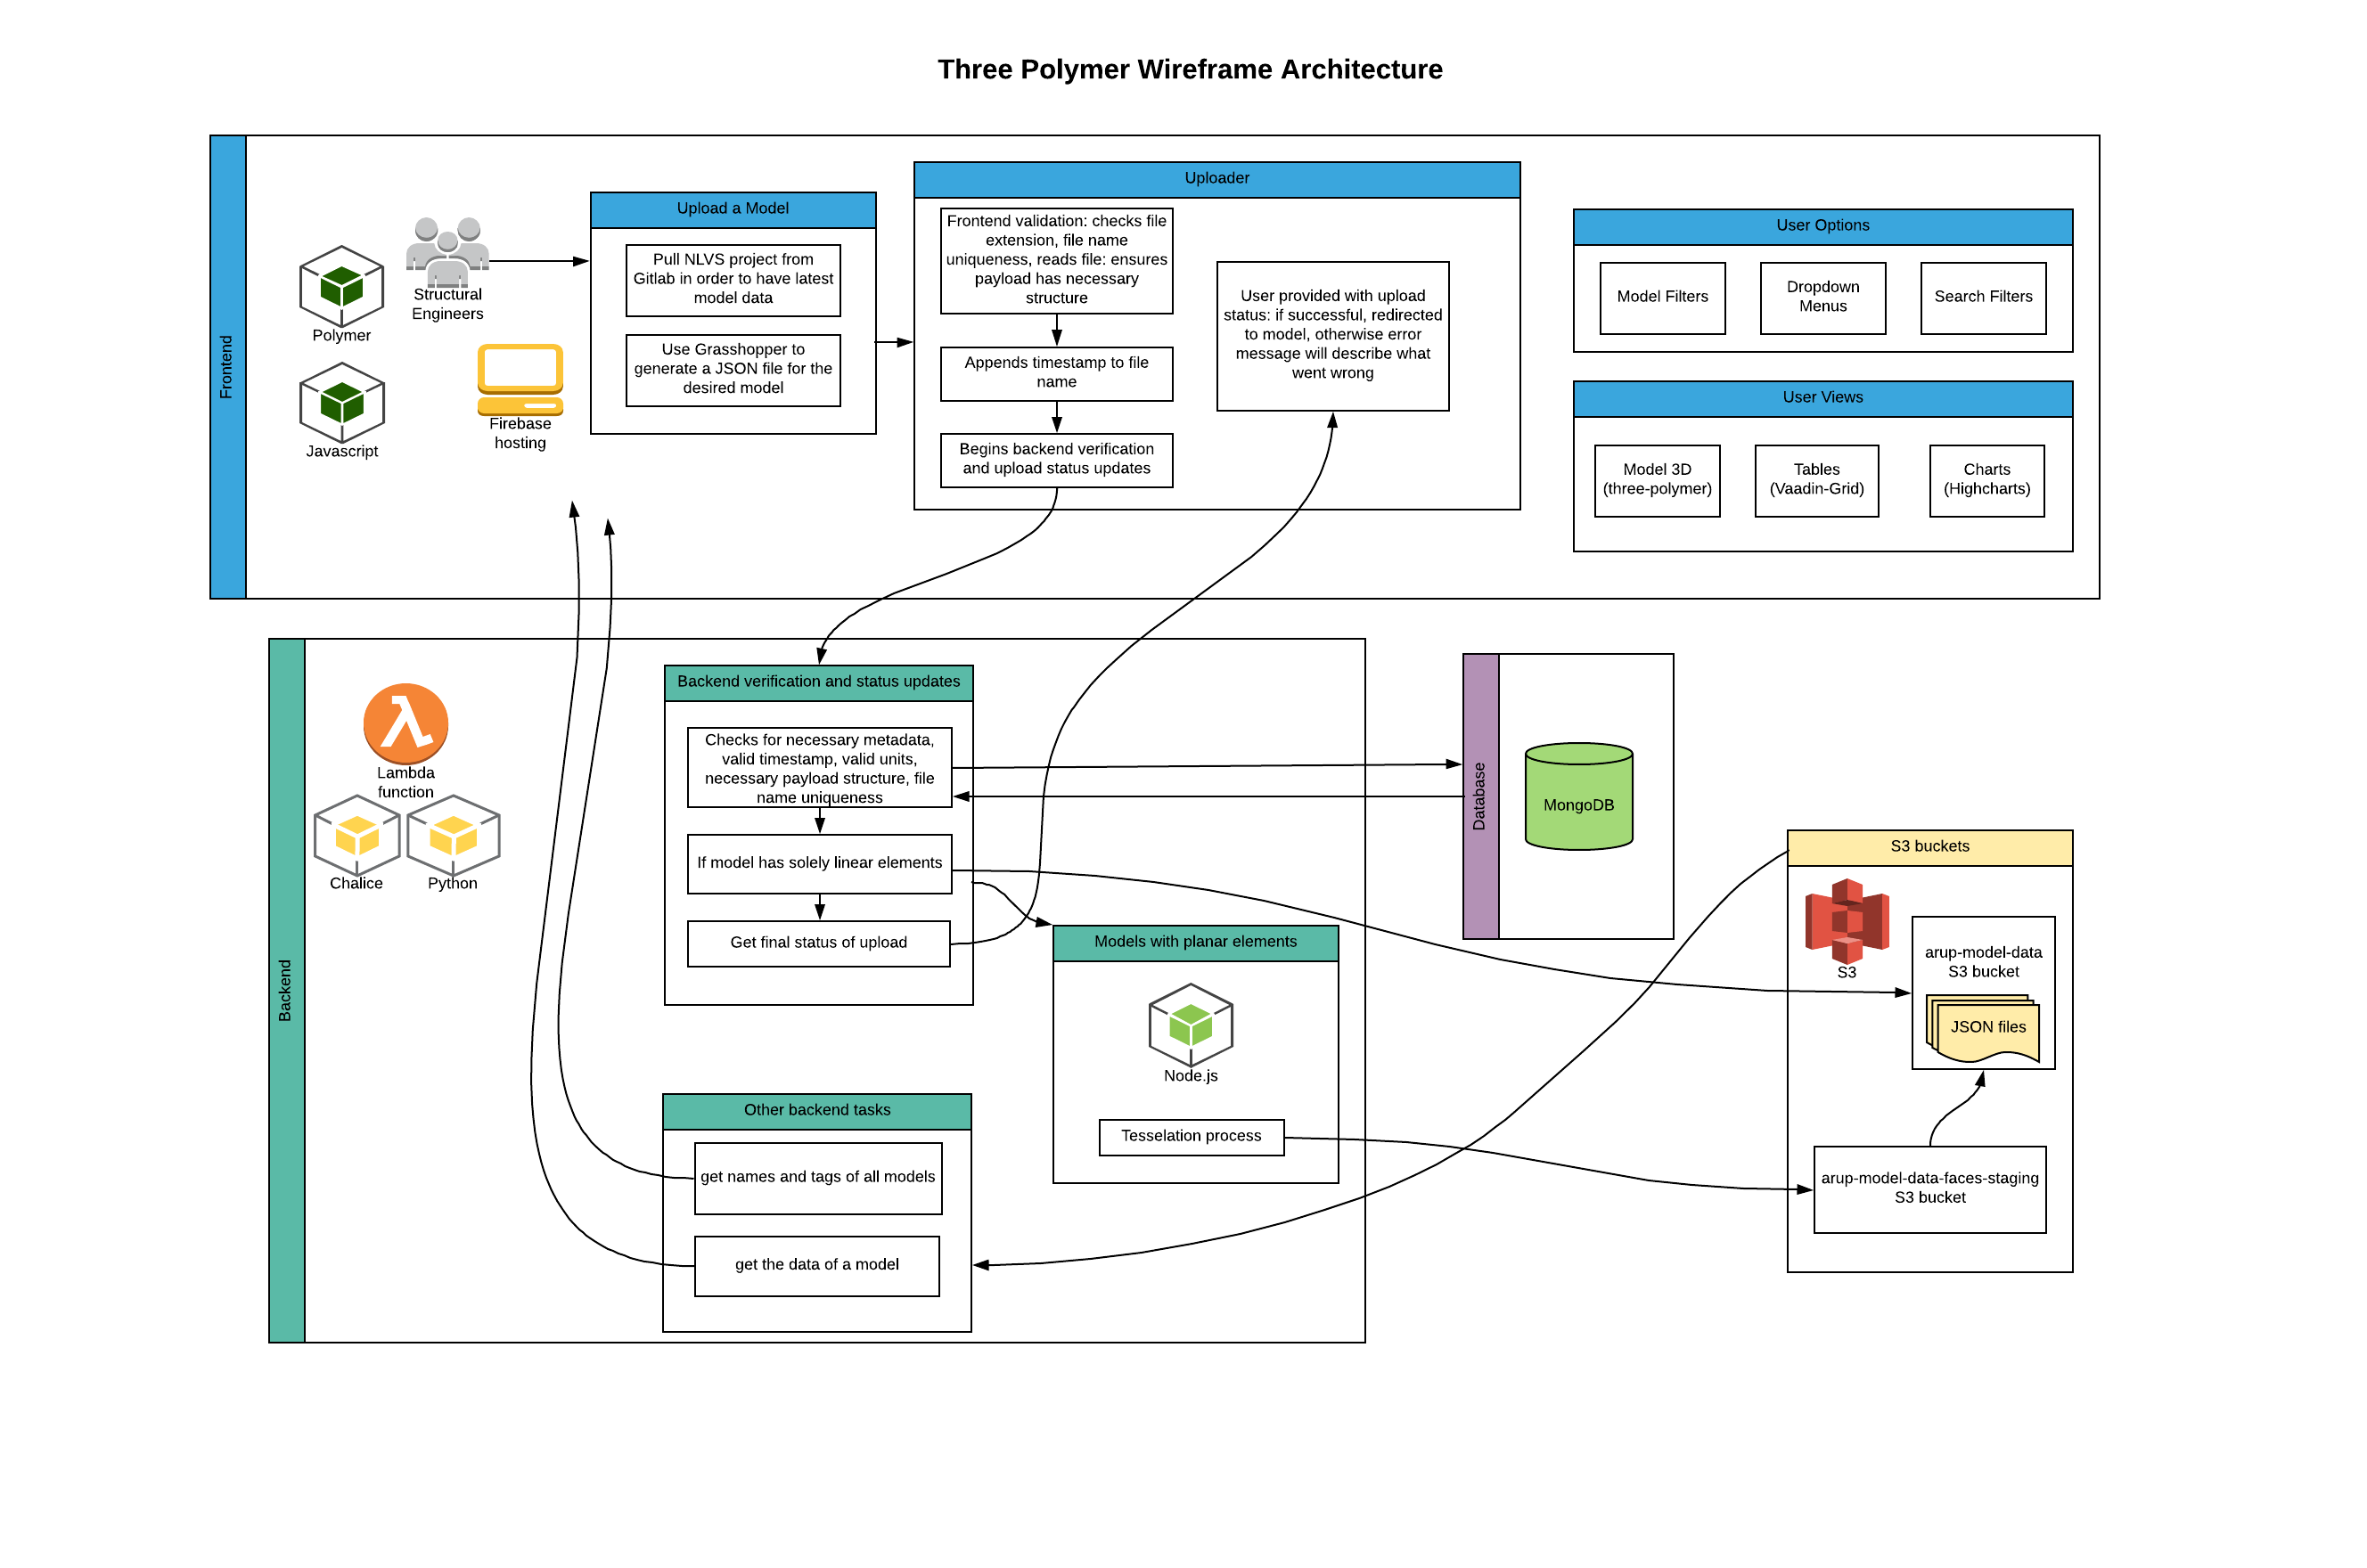 Three Polymer Wireframe Architecture
Frontend
Structural
Engineers
Polymer
Javascript
Firebase
hosting
Upload a Model
Pull NLVS project from
Gitlab in order to have latest
model data
Use Grasshopper to
generate a JSON file for the
desired model
Uploader
Frontend validation: checks file
extension, file name
uniqueness, reads file: ensures
payload has necessary
structure
Appends timestamp to file
name
Begins backend verification
and upload status updates
User provided with upload
status: if successful, redirected
to model, otherwise error
message will describe what
went wrong
User Options
Model Filters
Dropdown
Menus
Search Filters
User Views
Model 3D
(three-polymer)
Tables
(Vaadin-Grid)
Charts
(Highcharts)
Backend
Lambda
function
Chalice
Python
Backend verification and status updates
Checks for necessary metadata,
valid timestamp, valid units,
necessary payload structure, file
name uniqueness
If model has solely linear elements
Get final status of upload
Models with planar elements
Node.js
Tesselation process
Other backend tasks
get names and tags of all models
get the data of a model
Database
MongoDB
S3 buckets
S3
arup-model-data
S3 bucket
JSON files
arup-model-data-faces-staging
S3 bucket